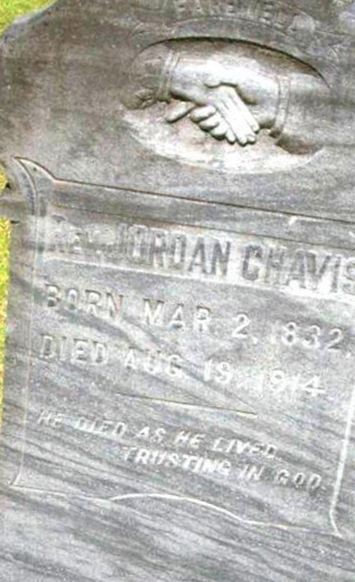 FAREWELL
REV. JORDAN CHAVIS
BORN MAR. 2, 1832.
DIED AUG. 19, 1914
HE DIED AS HE LIVED
TRUSTING IN GOD